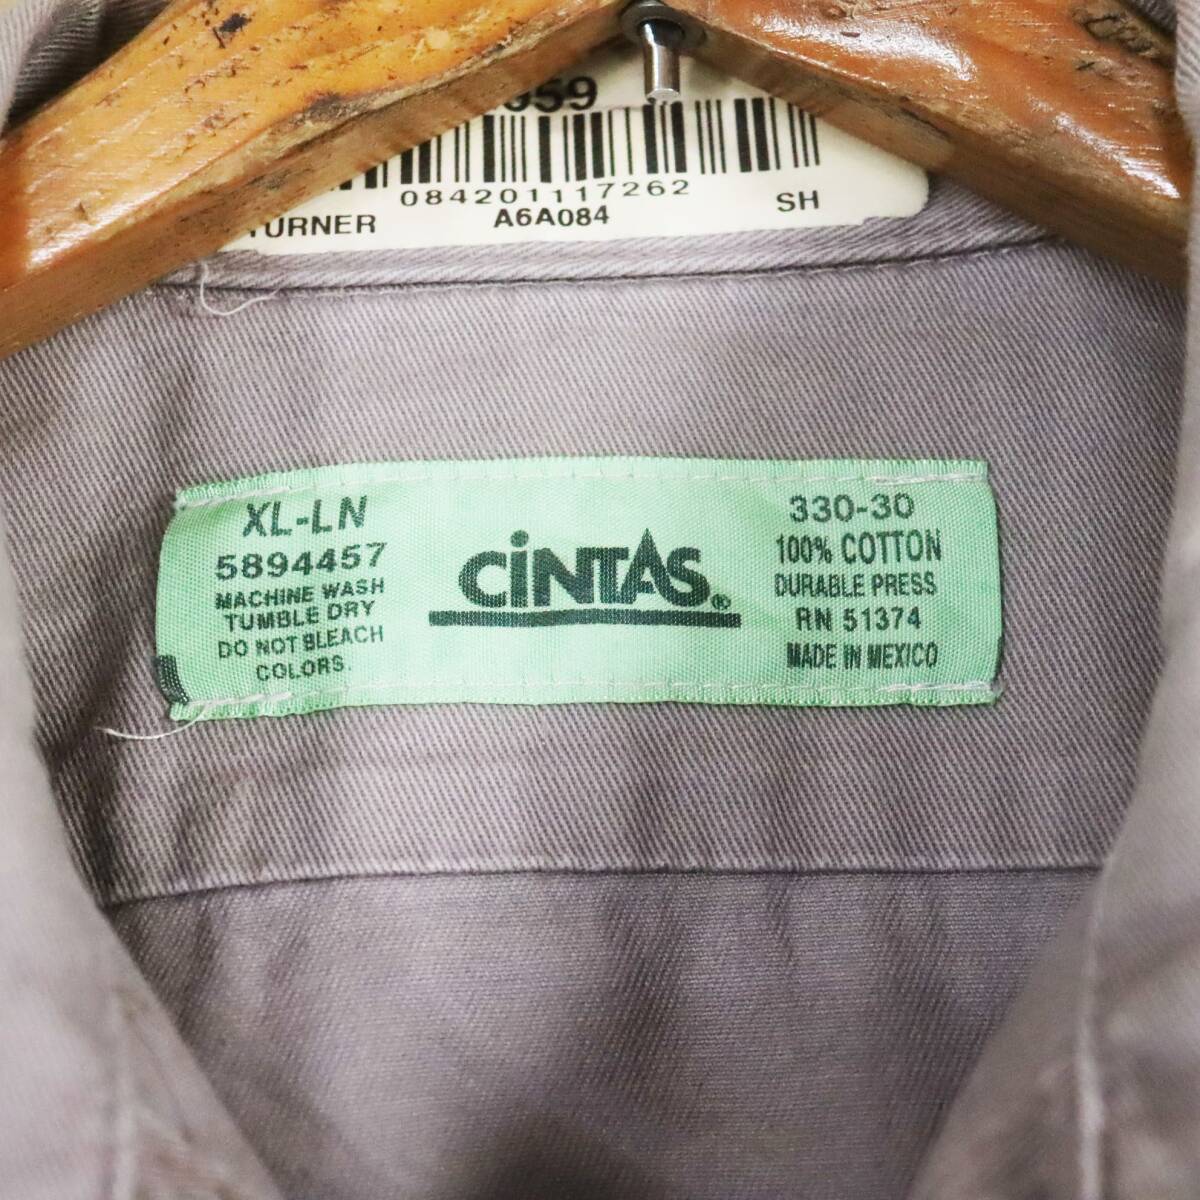 059
084201117262
TURNER A6A084 SH
XL-LN
5894457
MACHINE WASH
TUMBLE DRY
DO NOT BLEACH
COLORS.
CiNTAS®
330-30
100% COTTON
DURABLE PRESS
RN 51374
MADE IN MEXICO